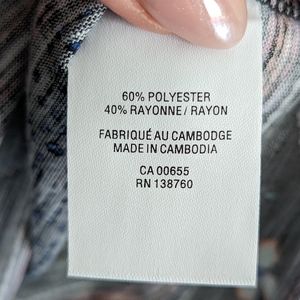 60% POLYESTER
40% RAYONNE / RAYON
FABRIQUÉ AU CAMBODGE
MADE IN CAMBODIA
CA 00655
RN 138760